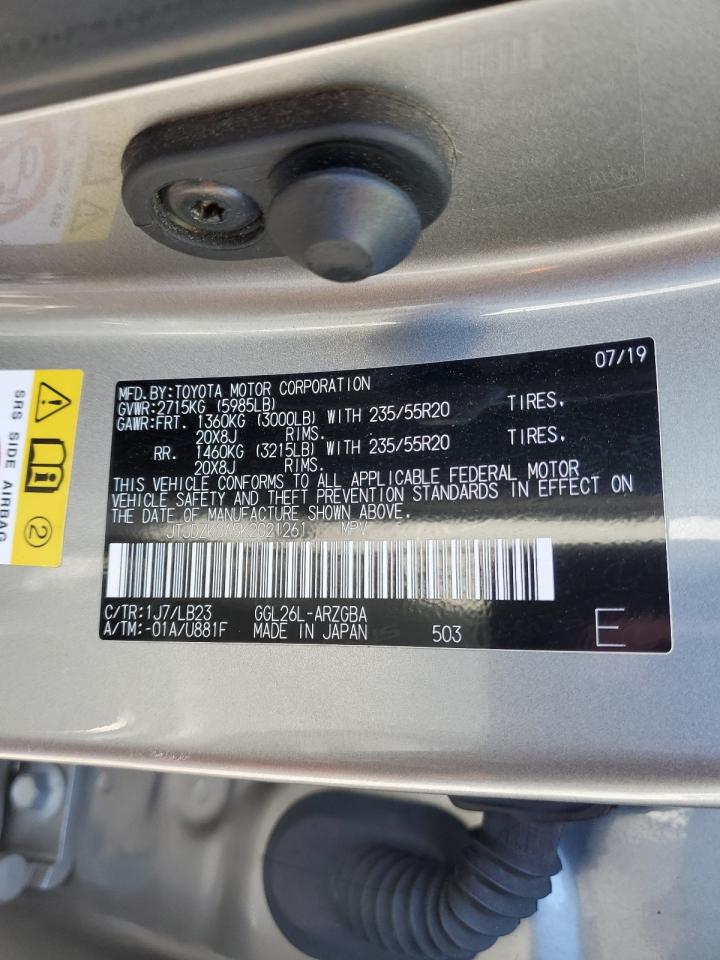 07/19
MFD.BY:TOYOTA MOTOR CORPORATION
GVWR:2715KG (5985LB)
GAWR:FRT. 1360KG (3000LB) WITH 235/55R20 TIRES,
20X8J RIMS.
RR. 1460KG (3215LB) WITH 235/55R20 TIRES,
20X8J RIMS.
THIS VEHICLE CONFORMS TO ALL APPLICABLE FEDERAL MOTOR
VEHICLE SAFETY AND THEFT PREVENTION STANDARDS IN EFFECT ON
THE DATE OF MANUFACTURE SHOWN ABOVE.
MPV
C/TR:1J7/LB23 GGL26L-ARZGBA
A/TM:-01A/U881F MADE IN JAPAN 503 E
SRS SIDE AIRBAG
2